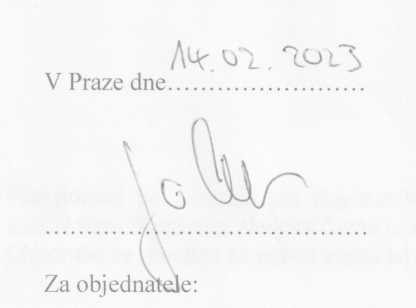 V Praze dne 14.02.2023
Za objednatele: